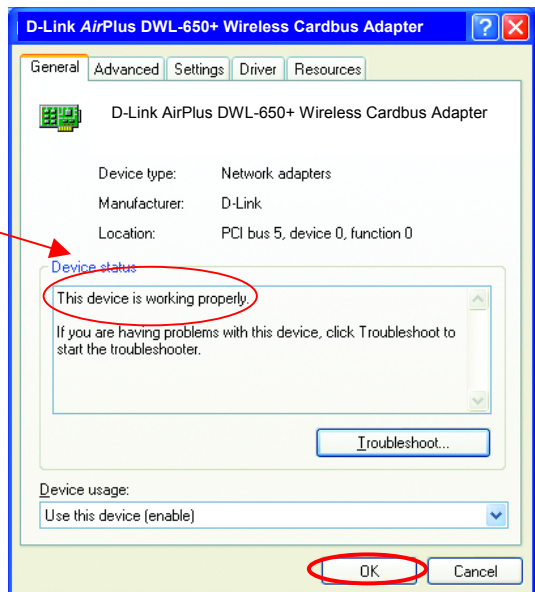 D-Link AirPlus DWL-650+ Wireless Cardbus Adapter
General Advanced Settings Driver Resources
D-Link AirPlus DWL-650+ Wireless Cardbus Adapter
Device type: Network adapters
Manufacturer: D-Link
Location: PCI bus 5, device 0, function 0
Device status
This device is working properly.
If you are having problems with this device, click Troubleshoot to
start the troubleshooter.
Troubleshoot...
Device usage:
Use this device (enable)
OK Cancel